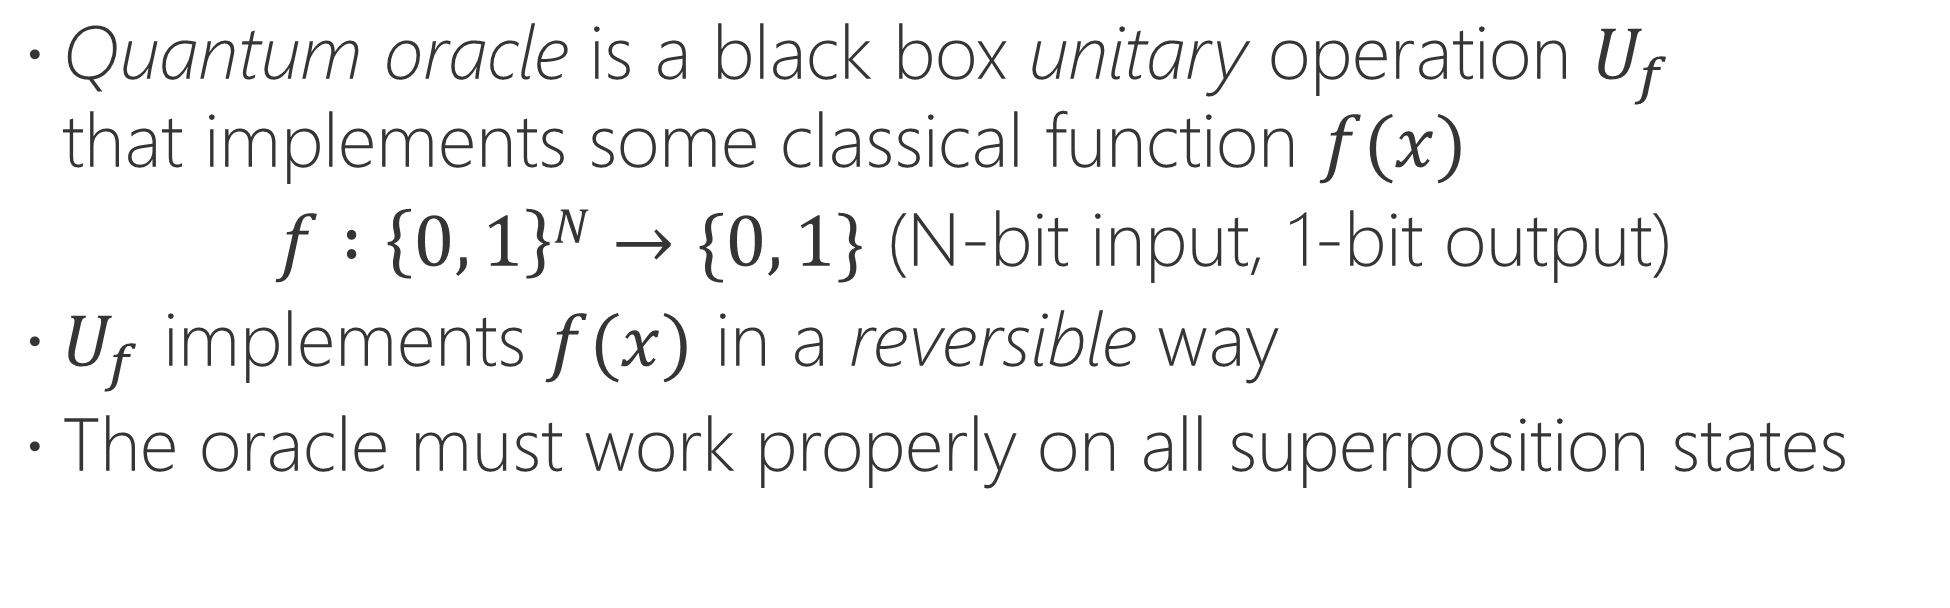 · Quantum oracle is a black box unitary operation U_f
that implements some classical function f(x)
f : {0, 1}^N → {0, 1} (N-bit input, 1-bit output)
· U_f implements f(x) in a reversible way
· The oracle must work properly on all superposition states